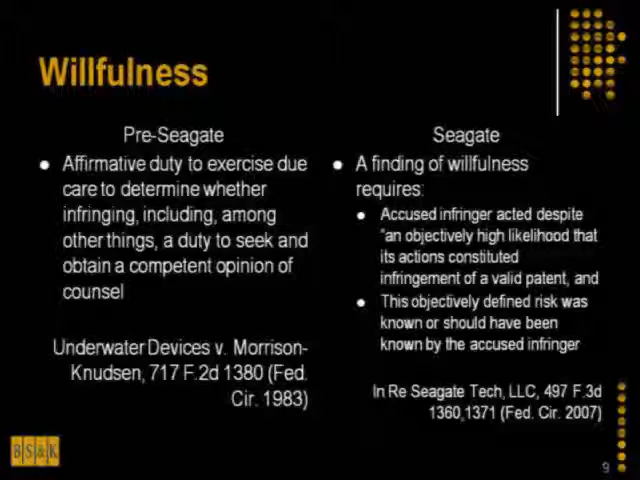 Willfulness
Pre-Seagate
Affirmative duty to exercise due
care to determine whether
infringing, including, among
other things, a duty to seek and
obtain a competent opinion of
counsel
Underwater Devices v. Morrison-
Knudsen, 717 F.2d 1380 (Fed.
Cir. 1983)
Seagate
A finding of willfulness
requires:
Accused infringer acted despite
"an objectively high likelihood that
its actions constituted
infringement of a valid patent, and
This objectively defined risk was
known or should have been
known by the accused infringer
In Re Seagate Tech, LLC, 497 F.3d
1360,1371 (Fed. Cir. 2007)
BS&K
9